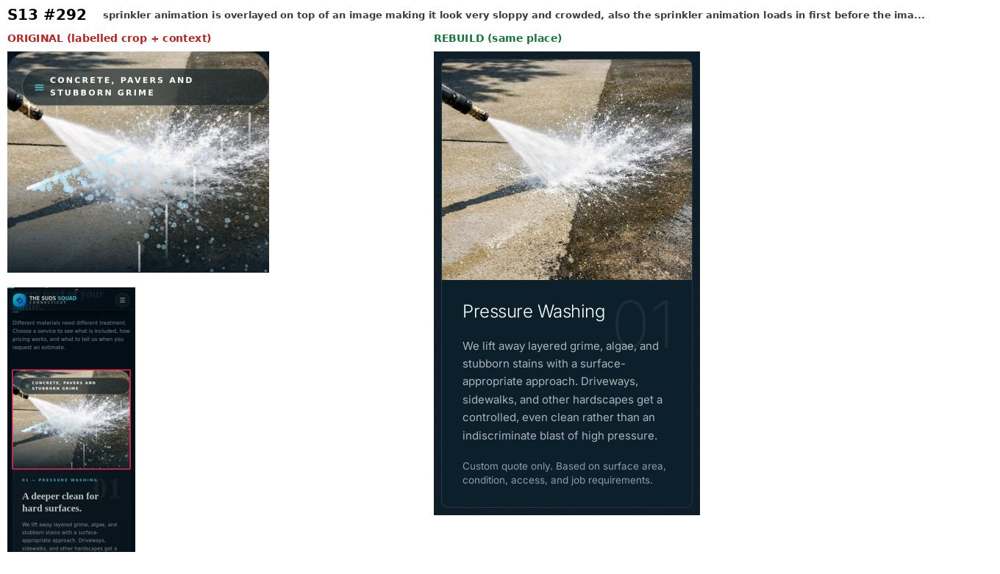 S13 #292 sprinkler animation is overlayed on top of an image making it look very sloppy and crowded, also the sprinkler animation loads in first before the ima...
ORIGINAL (labelled crop + context)
CONCRETE, PAVERS AND
STUBBORN GRIME
THE SUDS SQUAD
CONNECTICUT
Different materials need different treatment.
Choose a service to see what is included, how
pricing works, and what to tell us when you
request an estimate.
CONCRETE, PAVERS AND
STUBBORN GRIME
01 — PRESSURE WASHING
01
A deeper clean for
hard surfaces.
We lift away layered grime, algae, and
stubborn stains with a surface-
appropriate approach. Driveways,
sidewalks, and other hardscapes get a
REBUILD (same place)
Pressure Washing
01
We lift away layered grime, algae, and
stubborn stains with a surface-
appropriate approach. Driveways,
sidewalks, and other hardscapes get a
controlled, even clean rather than an
indiscriminate blast of high pressure.
Custom quote only. Based on surface area,
condition, access, and job requirements.